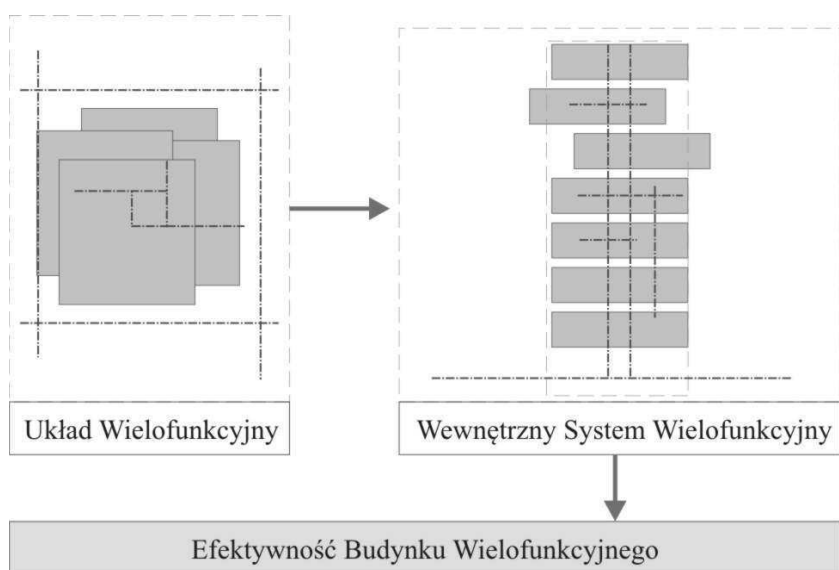 Układ Wielofunkcyjny
Wewnętrzny System Wielofunkcyjny
Efektywność Budynku Wielofunkcyjnego